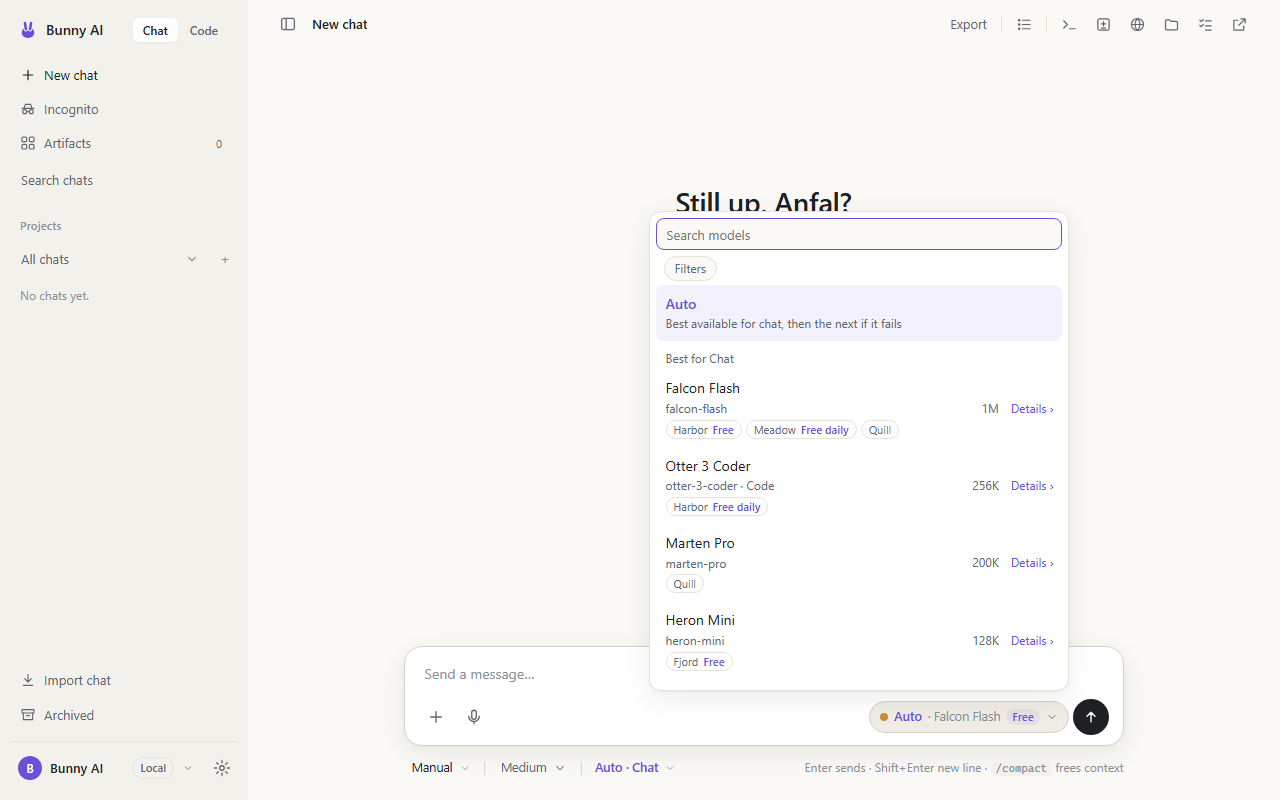 Bunny AI
Chat
Code
New chat
Incognito
Artifacts
0
Search chats
Projects
All chats
+
No chats yet.
Import chat
Archived
B
Bunny AI
Local
New chat
Export
Still up, Anfal?
Search models
Filters
Auto
Best available for chat, then the next if it fails
Best for Chat
Falcon Flash
falcon-flash
1M
Details ›
Harbor Free
Meadow Free daily
Quill
Otter 3 Coder
otter-3-coder · Code
256K
Details ›
Harbor Free daily
Marten Pro
marten-pro
200K
Details ›
Quill
Heron Mini
heron-mini
128K
Details ›
Fjord Free
Send a message...
Auto · Falcon Flash Free
Manual
Medium
Auto · Chat
Enter sends · Shift+Enter new line · /compact frees context